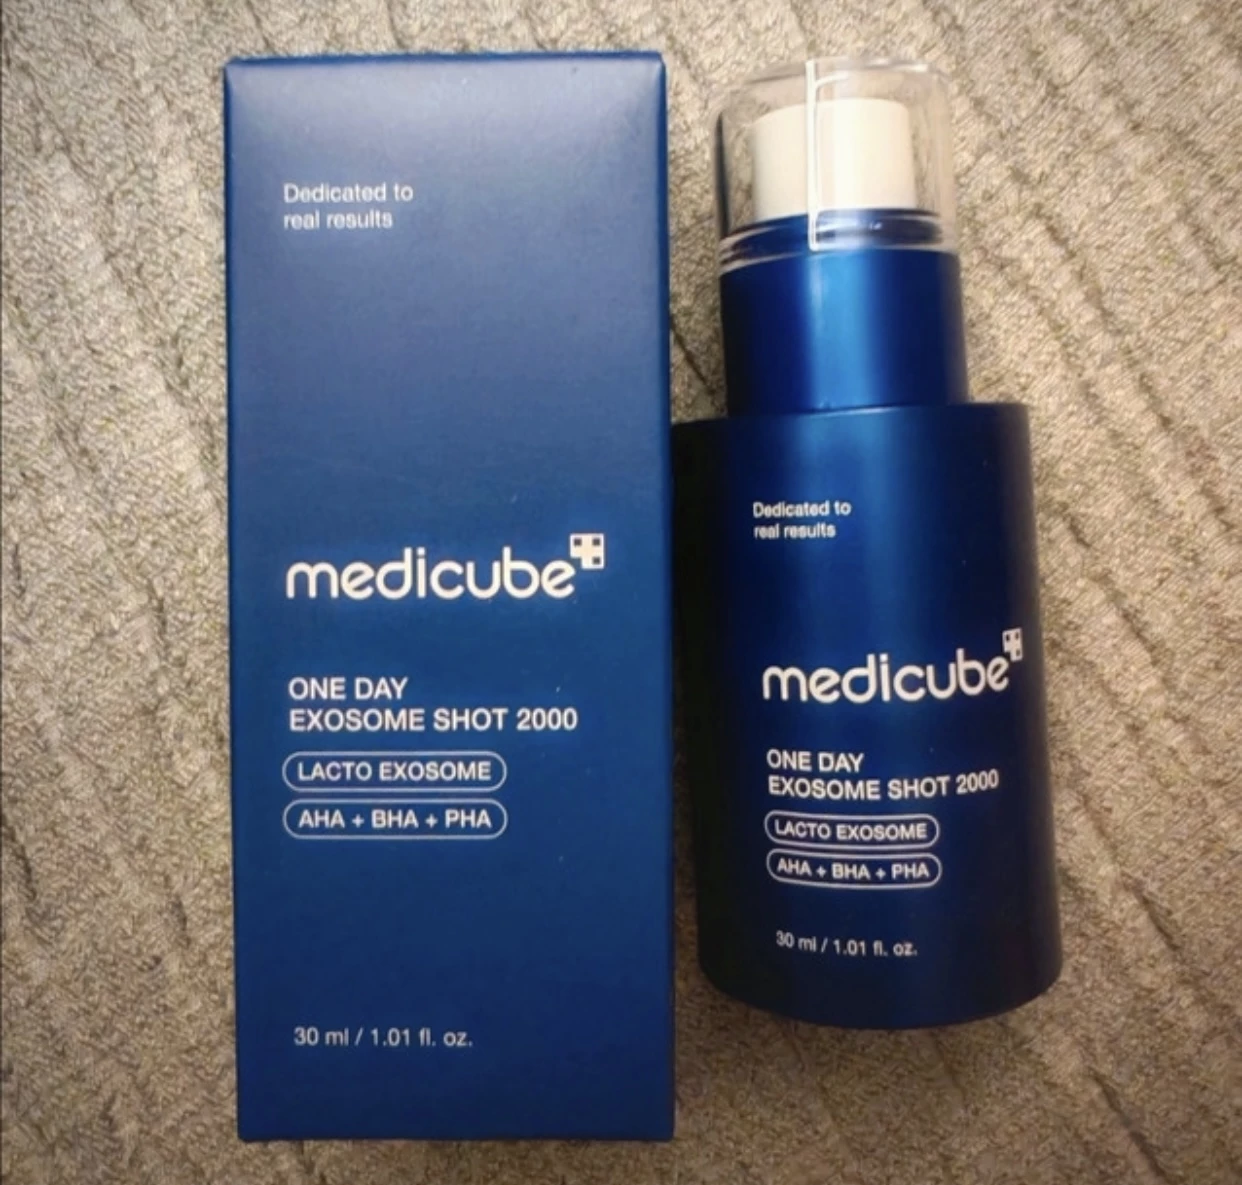 Dedicated to
real results
medicube
ONE DAY
EXOSOME SHOT 2000
LACTO EXOSOME
AHA + BHA + PHA
30 ml / 1.01 fl. oz.
Dedicated to
real results
medicube
ONE DAY
EXOSOME SHOT 2000
LACTO EXOSOME
AHA + BHA + PHA
30 ml / 1.01 fl. oz.